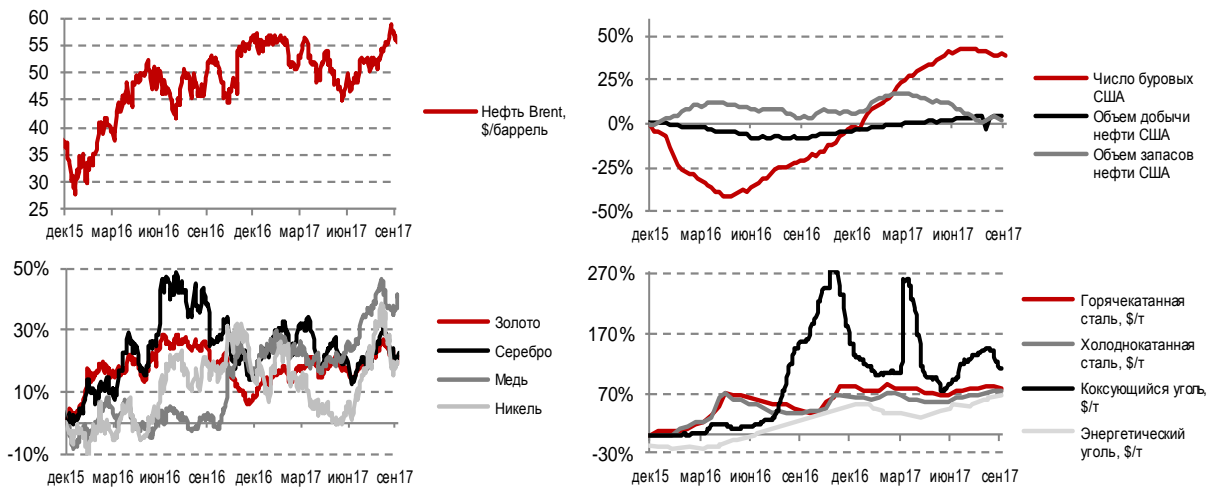 60
55
50
45
40
35
30
25
дек15 мар16 июн16 сен16 дек16 мар17 июн17 сен17
Нефть Brent,
$/баррель
50%
25%
0%
-25%
-50%
дек15 мар16 июн16 сен16 дек16 мар17 июн17 сен17
Число буровых
США
Объем добычи
нефти США
Объем запасов
нефти США
50%
30%
10%
-10%
дек15 мар16 июн16 сен16 дек16 мар17 июн17 сен17
Золото
Серебро
Медь
Никель
270%
170%
70%
-30%
дек15 мар16 июн16 сен16 дек16 мар17 июн17 сен17
Горячекатанная
сталь, $/т
Холоднокатанная
сталь, $/т
Коксующийся уголь,
$/т
Энергетический
уголь, $/т